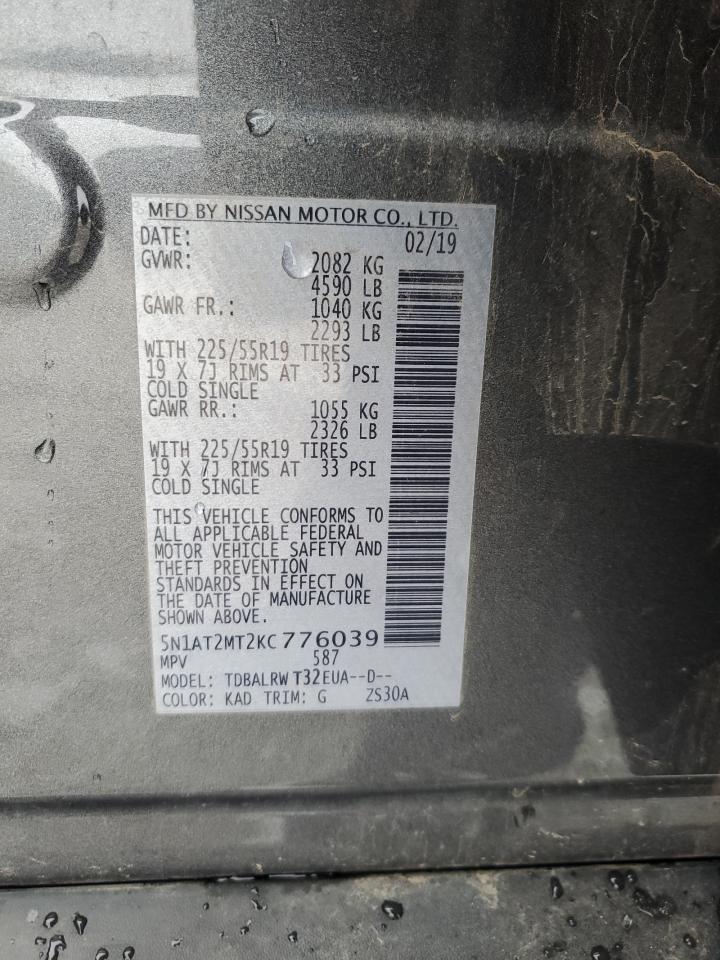 MFD BY NISSAN MOTOR CO., LTD.
DATE: 02/19
GVWR: 2082 KG
4590 LB
GAWR FR.: 1040 KG
2293 LB
WITH 225/55R19 TIRES
19 X 7J RIMS AT 33 PSI
COLD SINGLE
GAWR RR.: 1055 KG
2326 LB
WITH 225/55R19 TIRES
19 X 7J RIMS AT 33 PSI
COLD SINGLE
THIS VEHICLE CONFORMS TO
ALL APPLICABLE FEDERAL
MOTOR VEHICLE SAFETY AND
THEFT PREVENTION
STANDARDS IN EFFECT ON
THE DATE OF MANUFACTURE
SHOWN ABOVE.
5N1AT2MT2KC776039
MPV 587
MODEL: TDBALRW T32EUA--D--
COLOR: KAD TRIM: G ZS30A